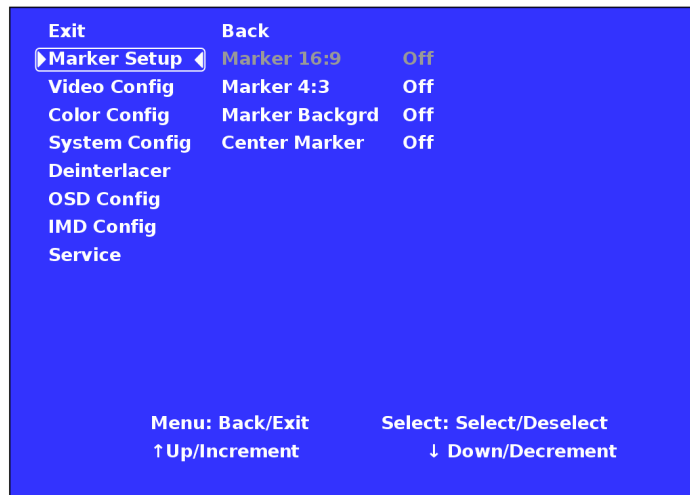 Exit Back
Marker Setup Marker 16:9 Off
Video Config Marker 4:3 Off
Color Config Marker Backgrd Off
System Config Center Marker Off
Deinterlacer
OSD Config
IMD Config
Service
Menu: Back/Exit Select: Select/Deselect
↑Up/Increment ↓ Down/Decrement